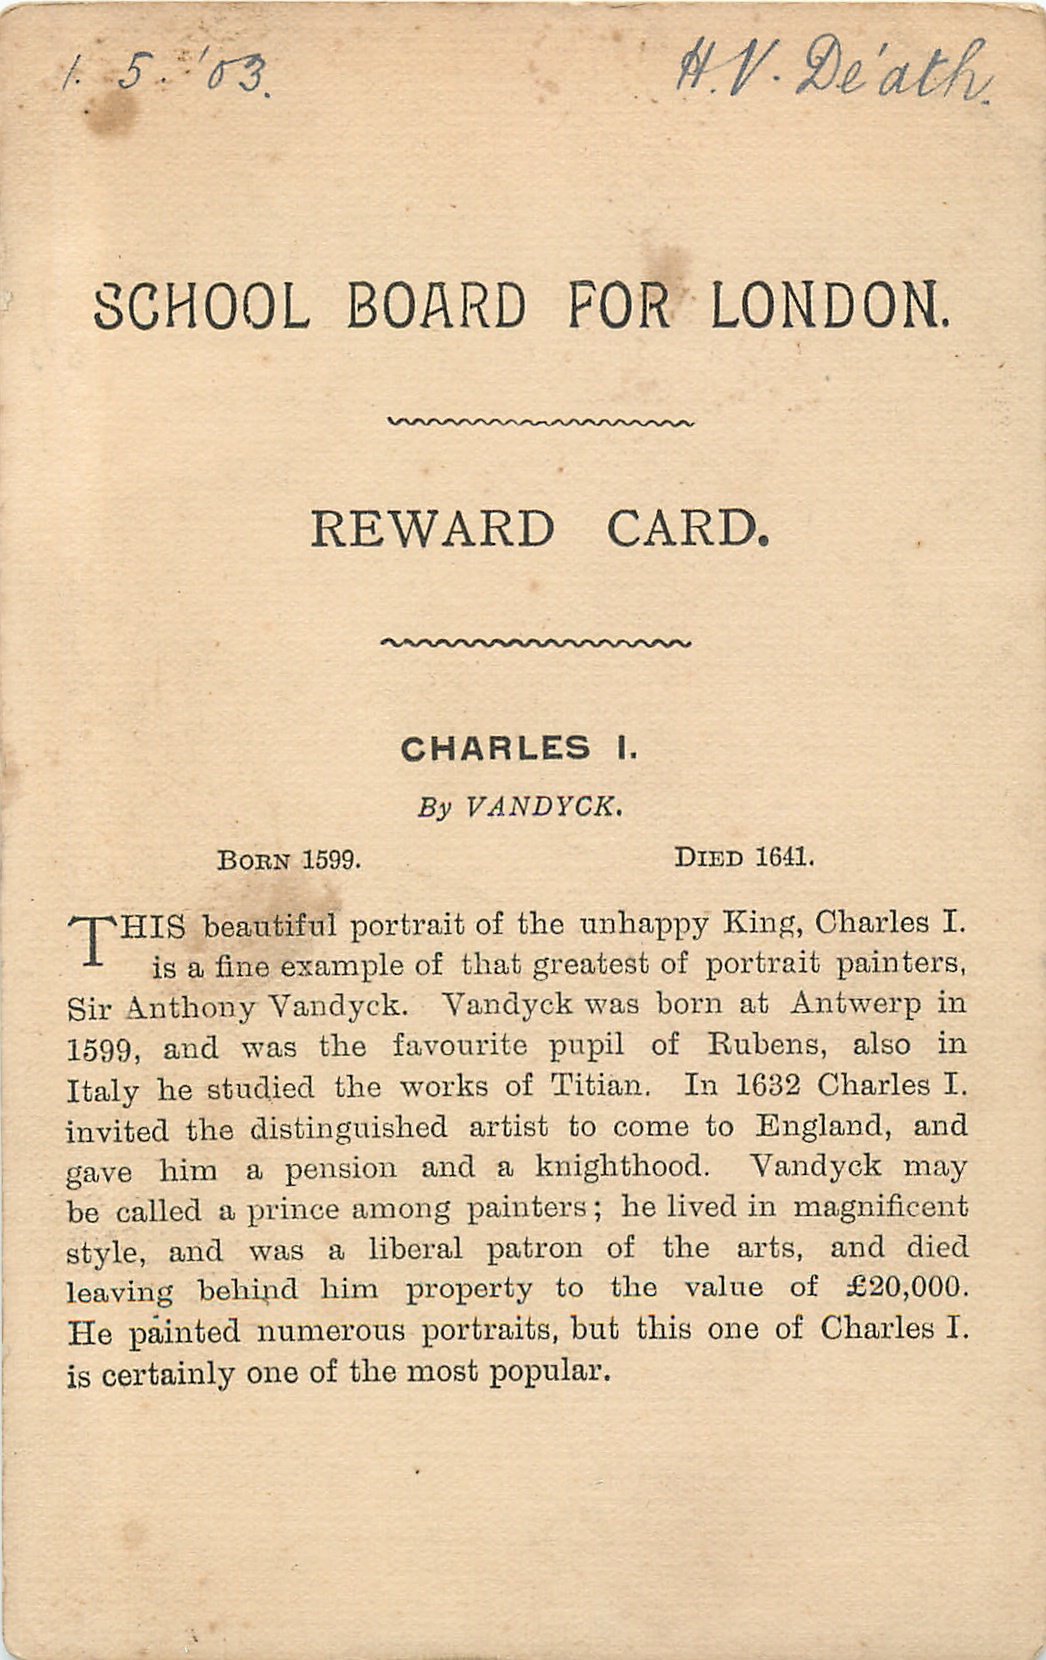 1. 5. '03.
H.V. De'ath.
SCHOOL BOARD FOR LONDON.
REWARD CARD.
CHARLES I.
By VANDYCK.
BORN 1599. DIED 1641.
THIS beautiful portrait of the unhappy King, Charles I.
is a fine example of that greatest of portrait painters,
Sir Anthony Vandyck. Vandyck was born at Antwerp in
1599, and was the favourite pupil of Rubens, also in
Italy he studied the works of Titian. In 1632 Charles I.
invited the distinguished artist to come to England, and
gave him a pension and a knighthood. Vandyck may
be called a prince among painters; he lived in magnificent
style, and was a liberal patron of the arts, and died
leaving behind him property to the value of £20,000.
He painted numerous portraits, but this one of Charles I.
is certainly one of the most popular.